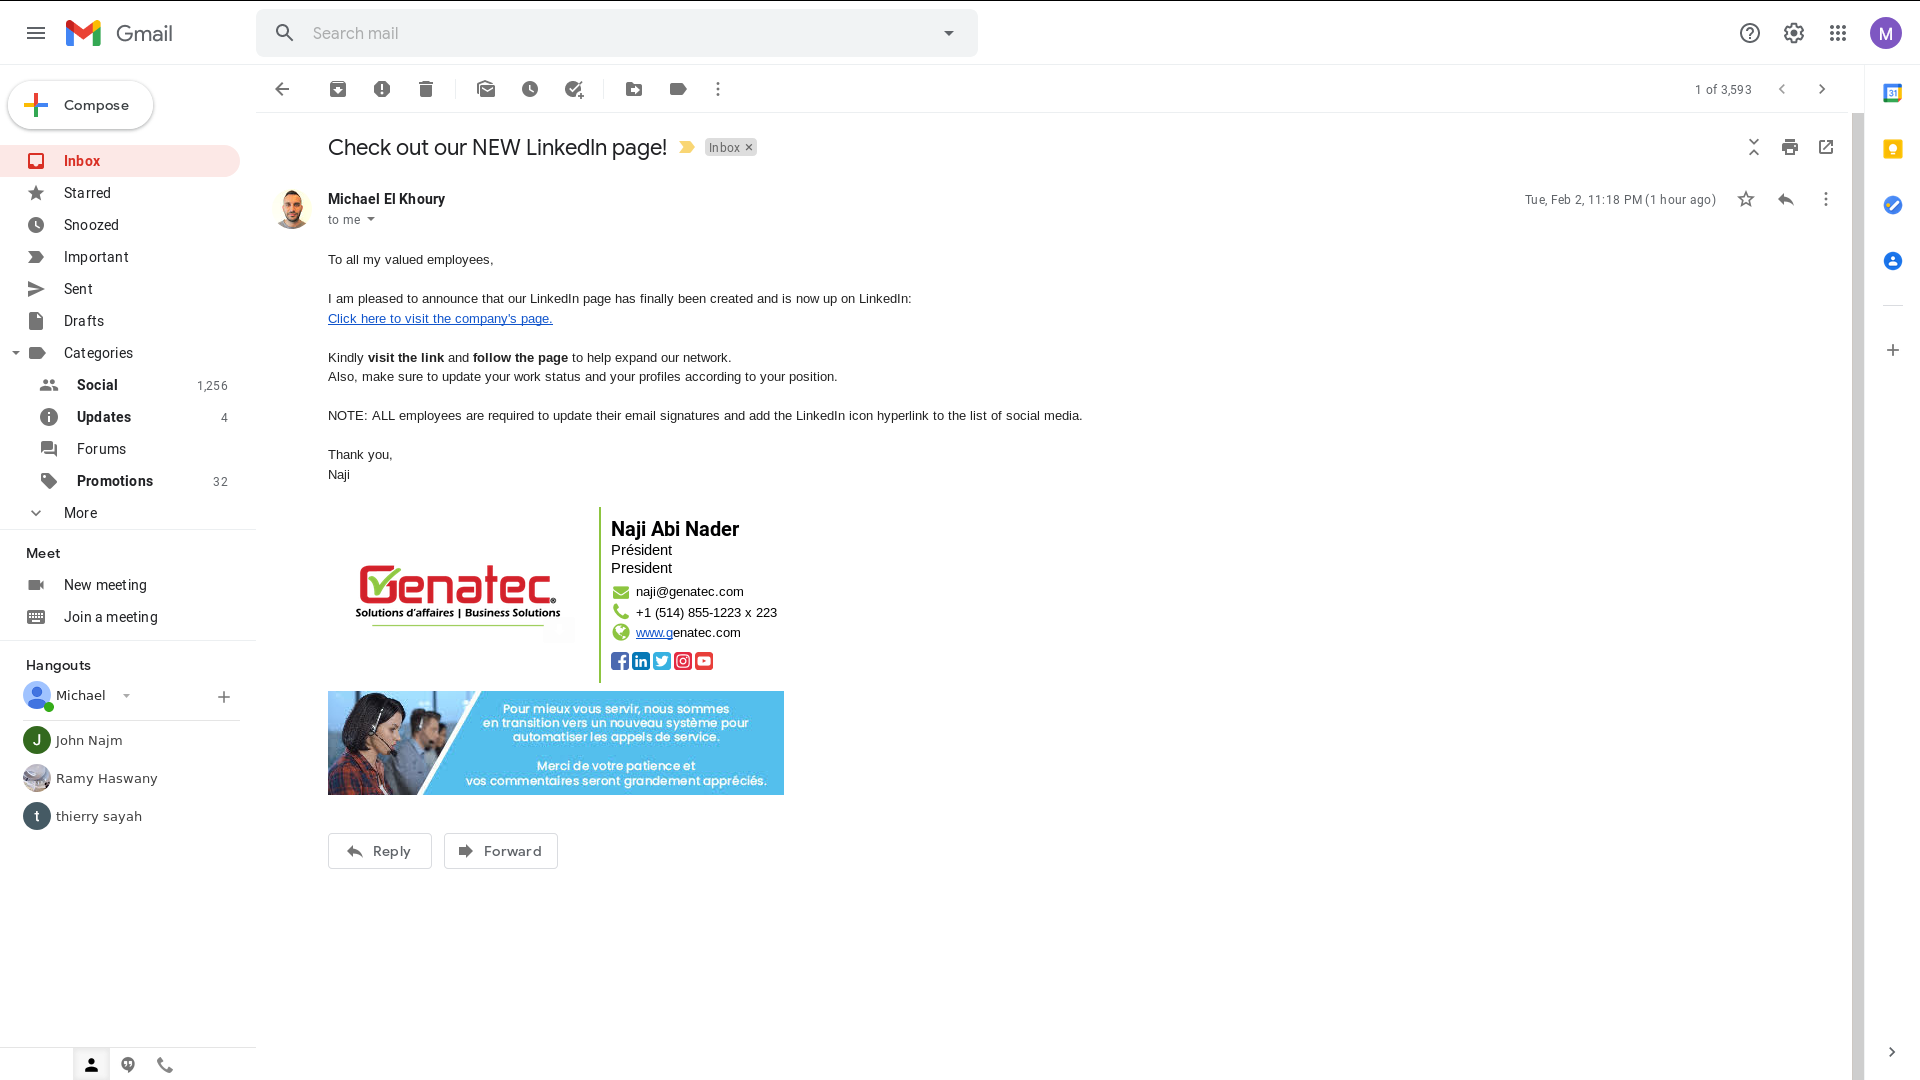 Gmail
Search mail
M
Compose
1 of 3,593
31
Inbox
Starred
Snoozed
Important
Sent
Drafts
Categories
Social 1,256
Updates 4
Forums
Promotions 32
More
Meet
New meeting
Join a meeting
Hangouts
Michael
J John Najm
Ramy Haswany
t thierry sayah
Check out our NEW LinkedIn page! Inbox ×
Michael El Khoury
Tue, Feb 2, 11:18 PM (1 hour ago)
to me
To all my valued employees,
I am pleased to announce that our LinkedIn page has finally been created and is now up on LinkedIn:
Click here to visit the company's page.
Kindly visit the link and follow the page to help expand our network.
Also, make sure to update your work status and your profiles according to your position.
NOTE: ALL employees are required to update their email signatures and add the LinkedIn icon hyperlink to the list of social media.
Thank you,
Naji
Genatec®
Solutions d'affaires | Business Solutions
Naji Abi Nader
Président
President
naji@genatec.com
+1 (514) 855-1223 x 223
www.genatec.com
Pour mieux vous servir, nous sommes
en transition vers un nouveau système pour
automatiser les appels de service.
Merci de votre patience et
vos commentaires seront grandement appréciés.
Reply
Forward